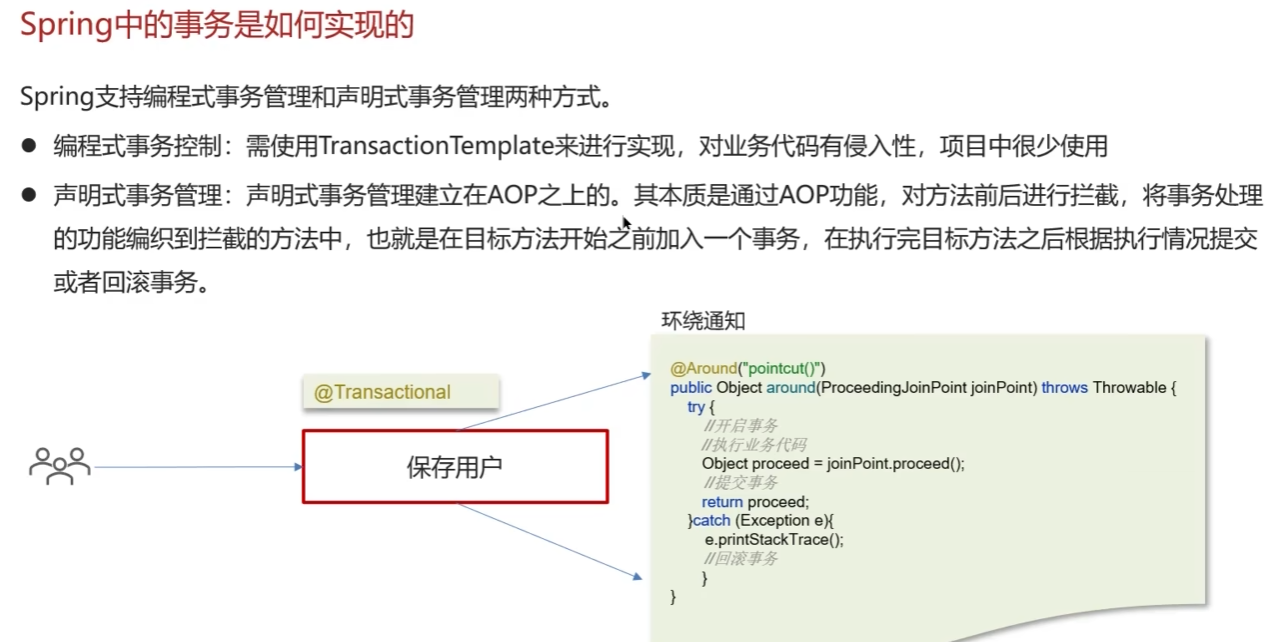 Spring中的事务是如何实现的
Spring支持编程式事务管理和声明式事务管理两种方式。
● 编程式事务控制：需使用TransactionTemplate来进行实现，对业务代码有侵入性，项目中很少使用
● 声明式事务管理：声明式事务管理建立在AOP之上的。其本质是通过AOP功能，对方法前后进行拦截，将事务处理
的功能编织到拦截的方法中，也就是在目标方法开始之前加入一个事务，在执行完目标方法之后根据执行情况提交
或者回滚事务。
环绕通知
@Transactional
保存用户
@Around("pointcut()")
public Object around(ProceedingJoinPoint joinPoint) throws Throwable {
try {
//开启事务
//执行业务代码
Object proceed = joinPoint.proceed();
//提交事务
return proceed;
}catch (Exception e){
e.printStackTrace();
//回滚事务
}
}